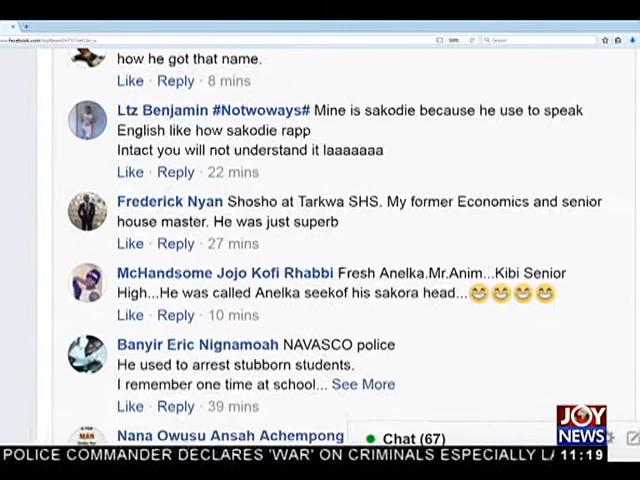 how he got that name.
Like · Reply · 8 mins
Ltz Benjamin #Notwoways# Mine is sakodie because he use to speak
English like how sakodie rapp
Intact you will not understand it laaaaaaa
Like · Reply · 22 mins
Frederick Nyan Shosho at Tarkwa SHS. My former Economics and senior
house master. He was just superb
Like · Reply · 27 mins
McHandsome Jojo Kofi Rhabbi Fresh Anelka.Mr.Anim...Kibi Senior
High...He was called Anelka seekof his sakora head...😁😁😁😁
Like · Reply · 10 mins
Banyir Eric Nignamoah NAVASCO police
He used to arrest stubborn students.
I remember one time at school... See More
Like · Reply · 39 mins
MAN
Nana Owusu Ansah Achempong
Chat (67)
JOY
NEWS
POLICE COMMANDER DECLARES 'WAR' ON CRIMINALS ESPECIALLY
11:19